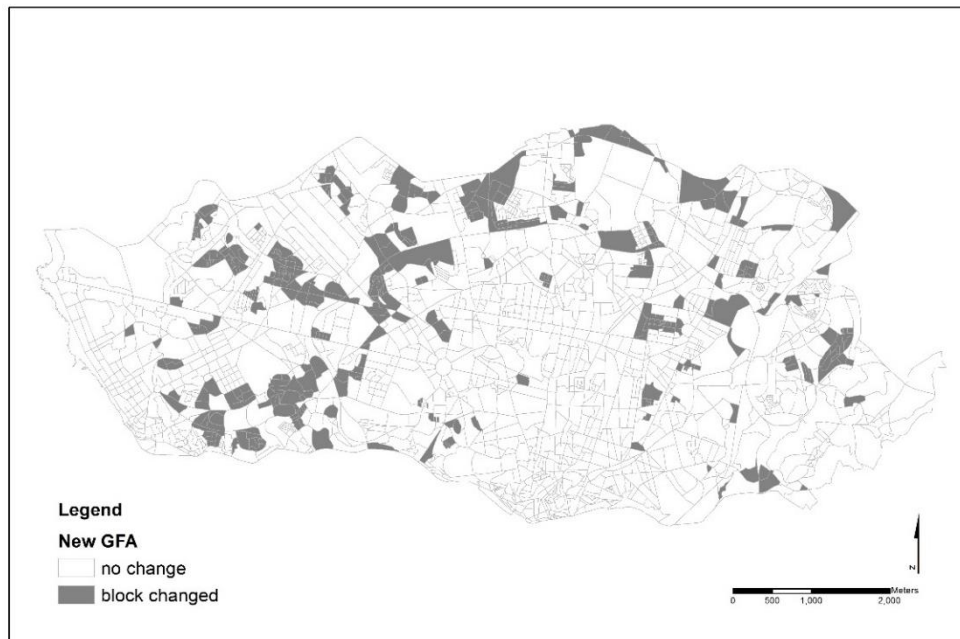 Legend
New GFA
no change
block changed
N
Meters
0 500 1,000 2,000